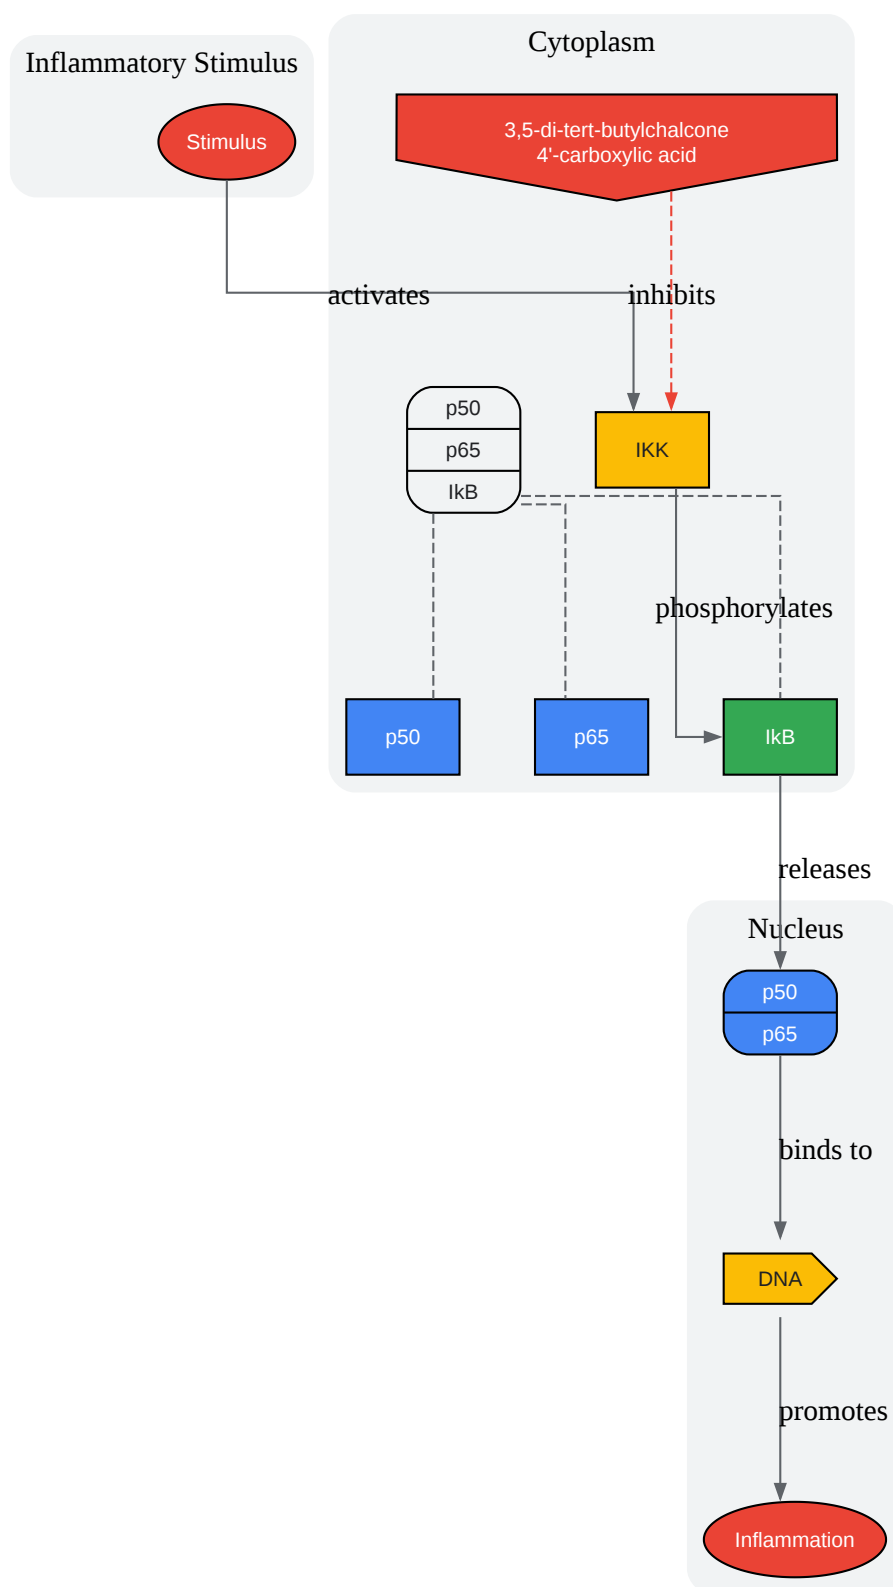 Cytoplasm
Inflammatory Stimulus
3,5-di-tert-butylchalcone
4'-carboxylic acid
Stimulus
activates
inhibits
p50
p65
IkB
IKK
phosphorylates
p50
p65
IkB
releases
Nucleus
p50
p65
binds to
DNA
promotes
Inflammation